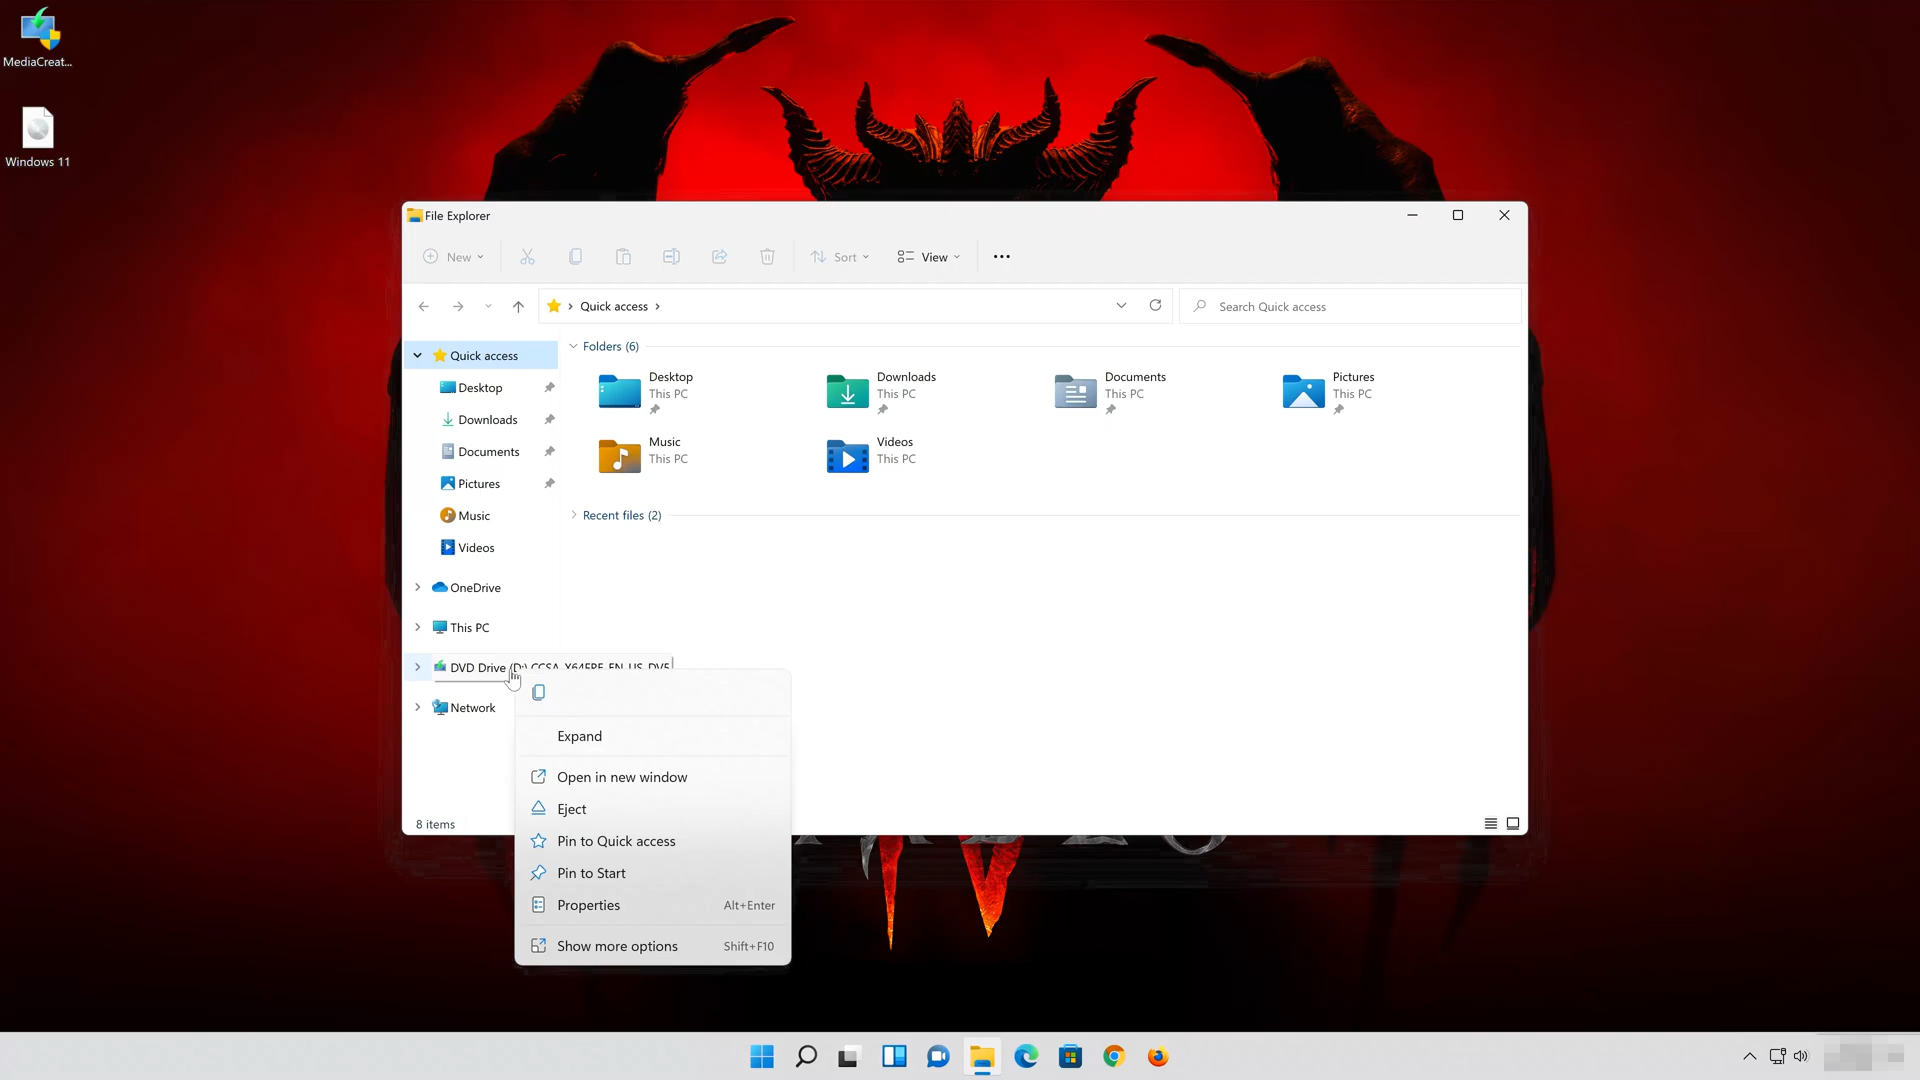 MediaCreat...
Windows 11
File Explorer
New
Sort
View
Quick access
Search Quick access
Quick access
Desktop
Downloads
Documents
Pictures
Music
Videos
OneDrive
This PC
DVD Drive (D:) CCSA_X64FRE_EN-US_DV5
Network
8 items
Folders (6)
Desktop
This PC
Downloads
This PC
Documents
This PC
Pictures
This PC
Music
This PC
Videos
This PC
Recent files (2)
Expand
Open in new window
Eject
Pin to Quick access
Pin to Start
Properties Alt+Enter
Show more options Shift+F10